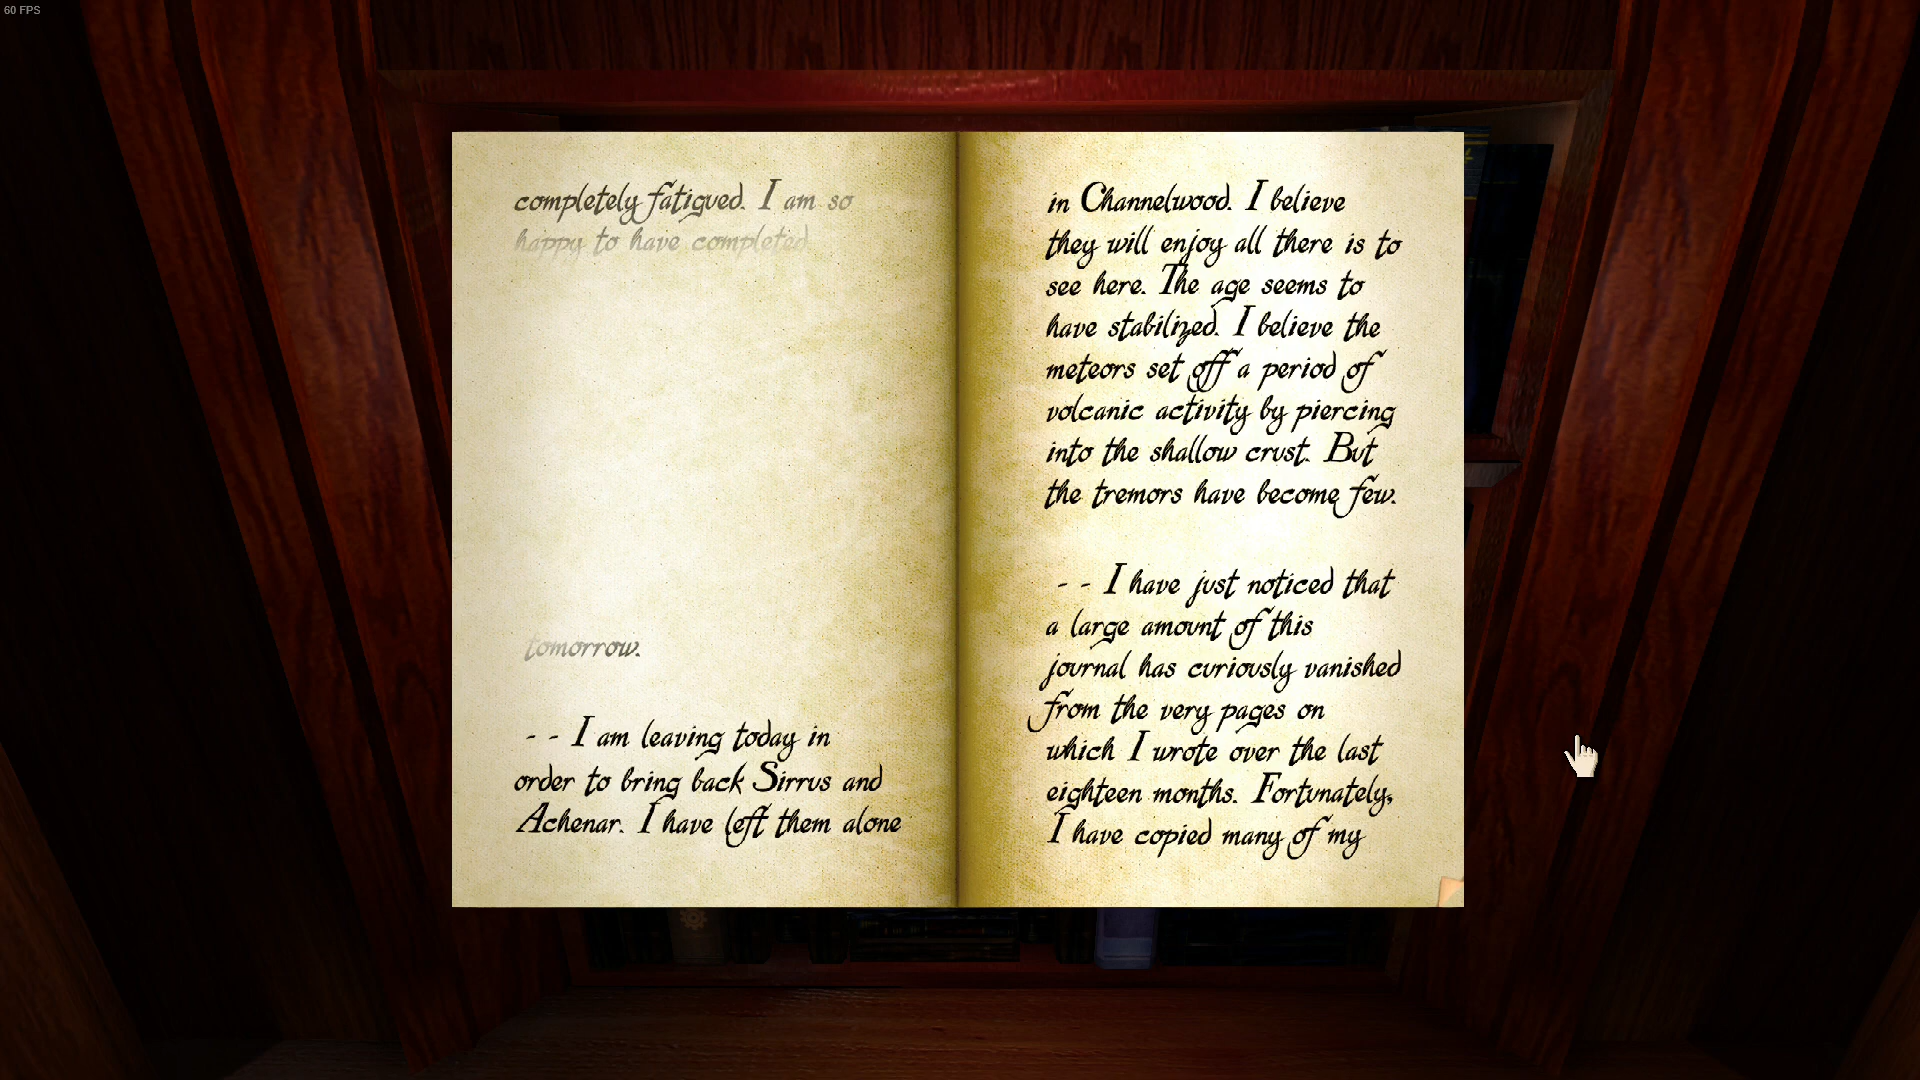 60 FPS
completely fatigued. I am so
happy to have completed
tomorrow.
- - I am leaving today in
order to bring back Sirrus and
Achenar. I have left them alone
in Channelwood. I believe
they will enjoy all there is to
see here. The age seems to
have stabilized. I believe the
meteors set off a period of
volcanic activity by piercing
into the shallow crust. But
the tremors have become few.
- - I have just noticed that
a large amount of this
journal has curiously vanished
from the very pages on
which I wrote over the last
eighteen months. Fortunately,
I have copied many of my